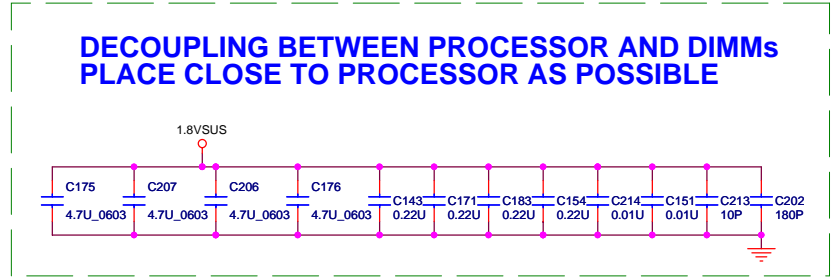 DECOUPLING BETWEEN PROCESSOR AND DIMMs
PLACE CLOSE TO PROCESSOR AS POSSIBLE
1.8VSUS
C175 C207 C206 C176 C143 C171 C183 C154 C214 C151 C213 C202
4.7U_0603 4.7U_0603 4.7U_0603 4.7U_0603 0.22U 0.22U 0.22U 0.22U 0.01U 0.01U 10P 180P